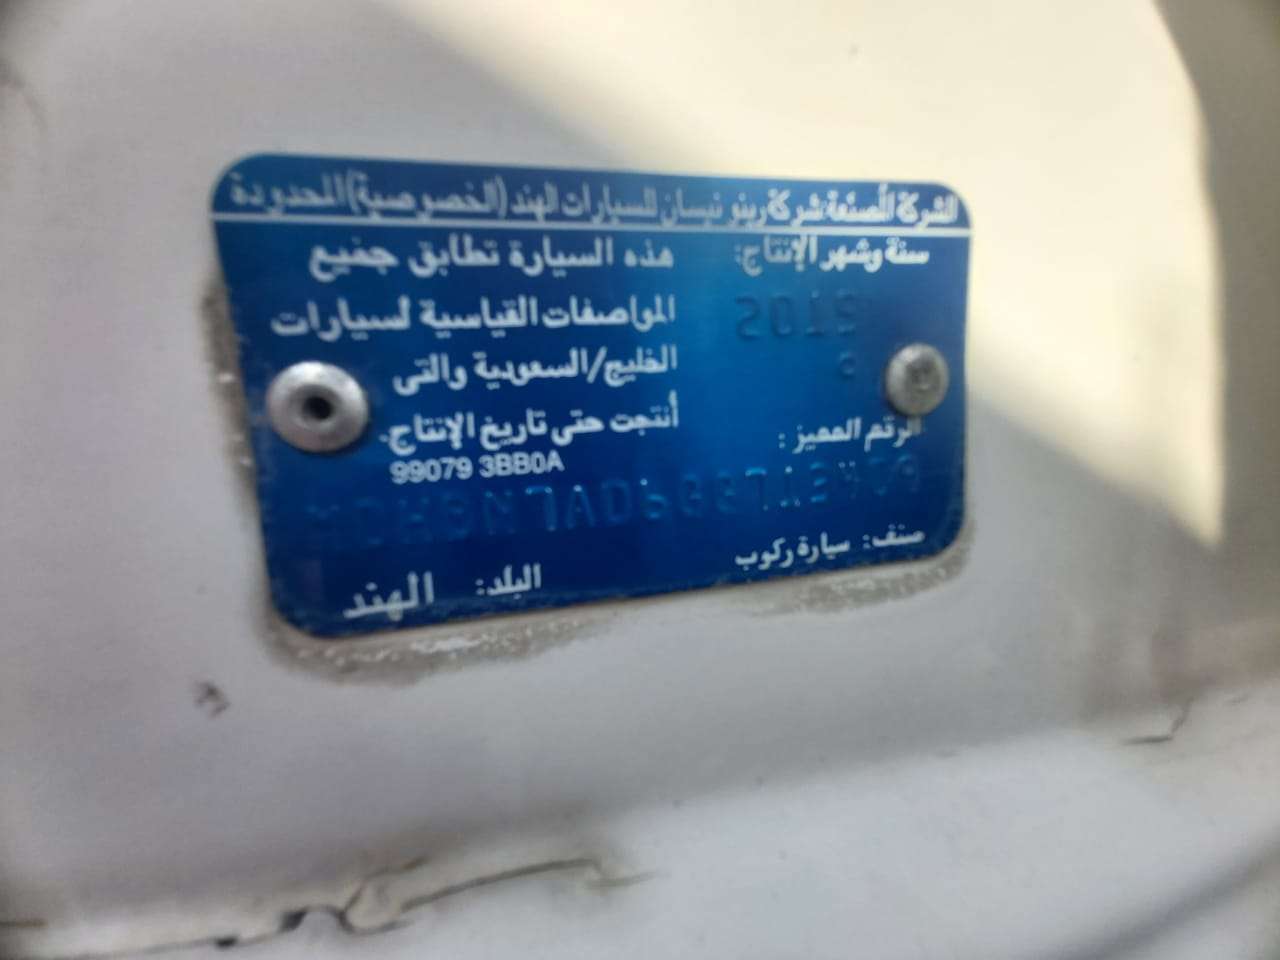 الشركة المصنعة شركة رينو نيسان للسيارات الهند (الخصوصية) المحدودة
سنة وشهر الإنتاج:
هذه السيارة تطابق جميع
المواصفات القياسية لسيارات
الخليج/السعودية والتى
أنتجت حتى تاريخ الإنتاج.
99079 3BB0A
الرقم المميز :
صنف: سيارة ركوب
البلد: الهند